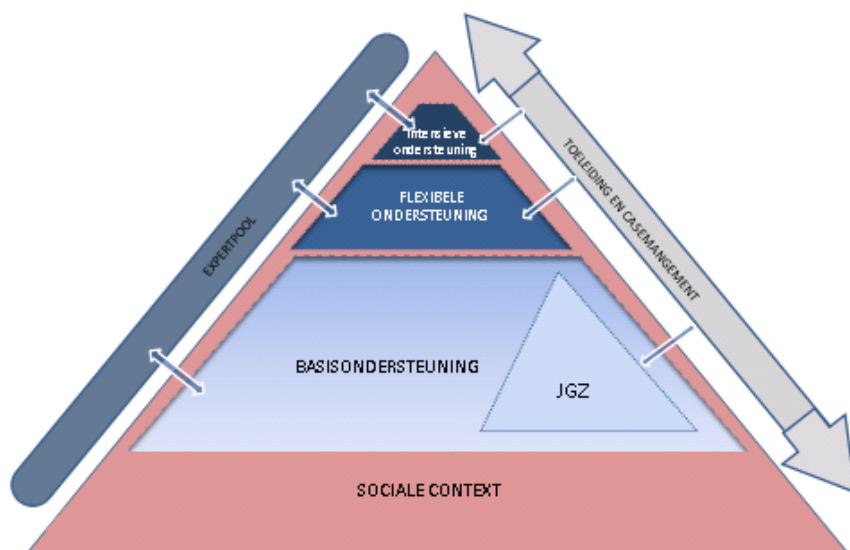 Intensieve
ondersteuning
FLEXIBELE
ONDERSTEUNING
EXPERTPOOL
TOELEIDING EN CASEMANGEMENT
BASISONDERSTEUNING
JGZ
SOCIALE CONTEXT